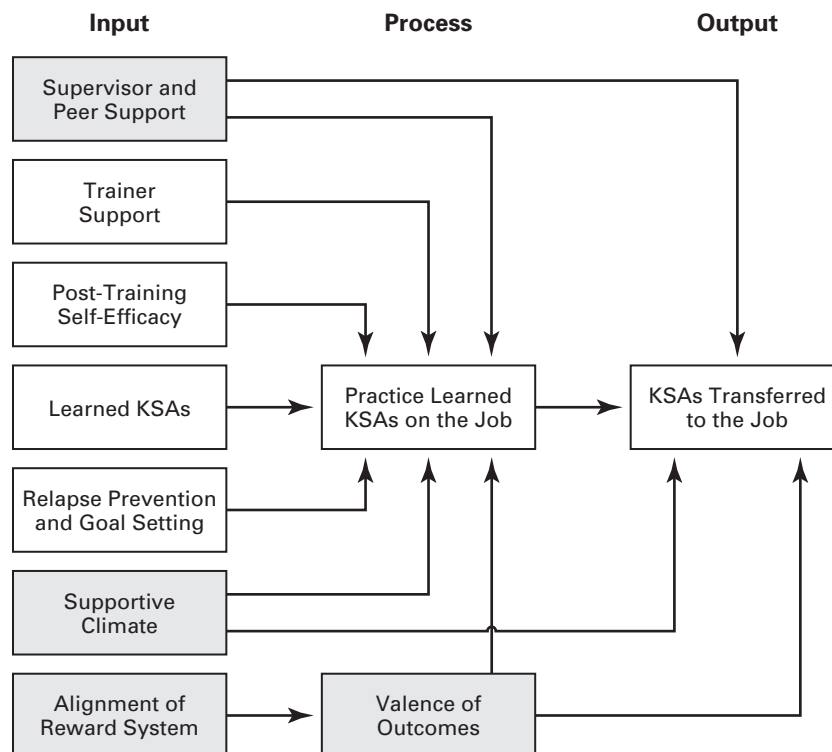 Input
Process
Output
Supervisor and
Peer Support
Trainer
Support
Post-Training
Self-Efficacy
Learned KSAs
Practice Learned
KSAs on the Job
KSAs Transferred
to the Job
Relapse Prevention
and Goal Setting
Supportive
Climate
Alignment of
Reward System
Valence of
Outcomes